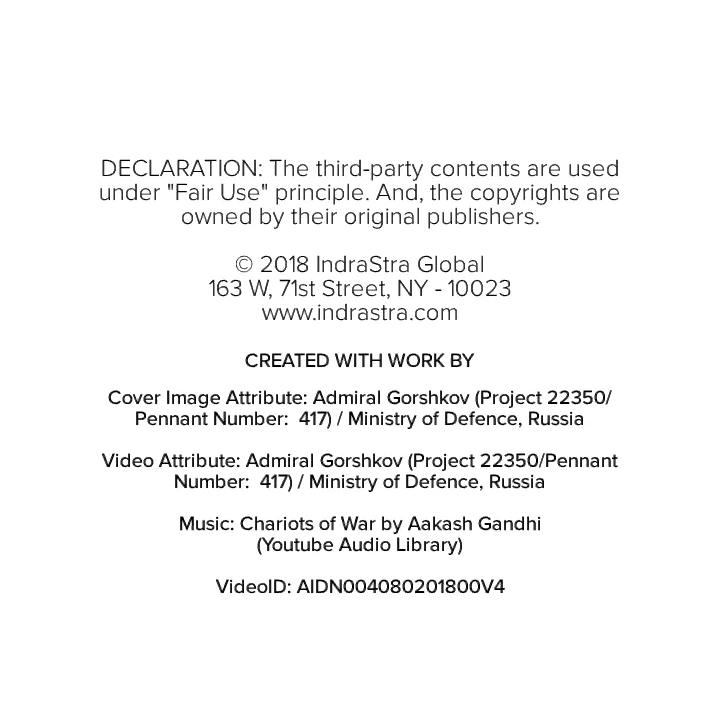 DECLARATION: The third-party contents are used
under "Fair Use" principle. And, the copyrights are
owned by their original publishers.
© 2018 IndraStra Global
163 W, 71st Street, NY - 10023
www.indrastra.com
CREATED WITH WORK BY
Cover Image Attribute: Admiral Gorshkov (Project 22350/
Pennant Number:  417) / Ministry of Defence, Russia
Video Attribute: Admiral Gorshkov (Project 22350/Pennant
Number:  417) / Ministry of Defence, Russia
Music: Chariots of War by Aakash Gandhi
(Youtube Audio Library)
VideoID: AIDN004080201800V4